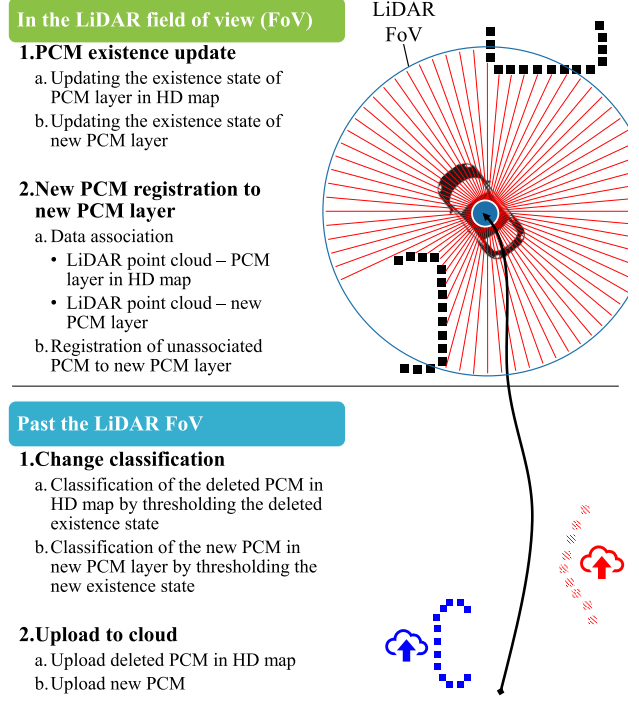 In the LiDAR field of view (FoV)
1.PCM existence update
a. Updating the existence state of
PCM layer in HD map
b. Updating the existence state of
new PCM layer
2.New PCM registration to
new PCM layer
a. Data association
• LiDAR point cloud – PCM
layer in HD map
• LiDAR point cloud – new
PCM layer
b. Registration of unassociated
PCM to new PCM layer
LiDAR
FoV
Past the LiDAR FoV
1.Change classification
a. Classification of the deleted PCM in
HD map by thresholding the deleted
existence state
b. Classification of the new PCM in
new PCM layer by thresholding the
new existence state
2.Upload to cloud
a. Upload deleted PCM in HD map
b. Upload new PCM